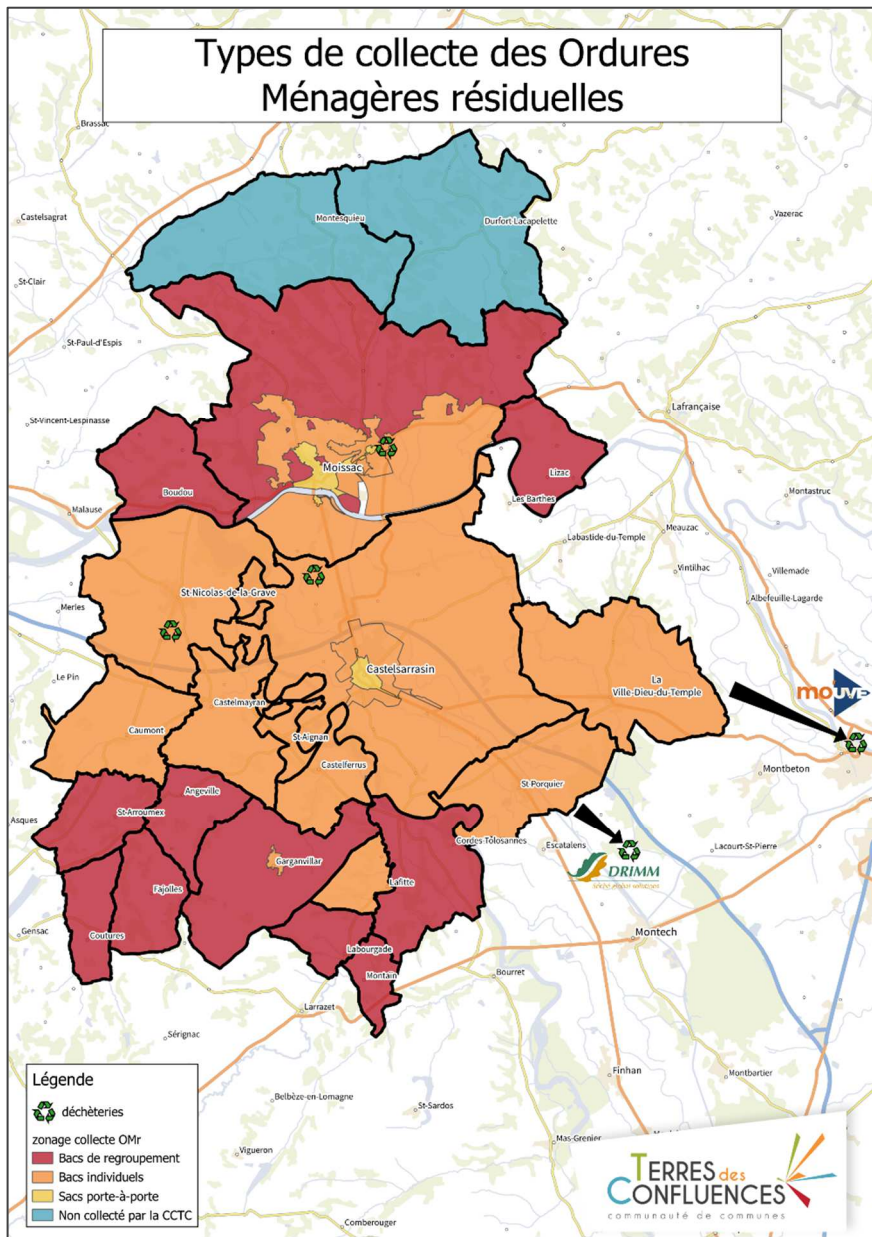 Types de collecte des Ordures
Ménagères résiduelles
Brassac
Castelsagrat
Montesquieu
Durfort-Lacapelette
Vazerac
St-Clair
St-Paul-d'Espis
Lafrançaise
St-Vincent-Lespinasse
Moissac
Lizac
Boudou
Les Barthes
Montastruc
Malause
Meauzac
Labastide-du-Temple
Vintilhac
Villemade
St-Nicolas-de-la-Grave
Merles
Albefeuille-Lagarde
Castelsarrasin
Le Pin
La
Ville-Dieu-du-Temple
moUVE
Castelmayran
Caumont
St-Aignan
Castelferrus
Montbeton
St-Porquier
Angeville
St-Arroumex
Asques
Cordes-Tolosannes
Escatalens
Lacourt-St-Pierre
Garganvillar
DRIMM
Fajolles
Lafitte
Gensac
Coutures
Montech
Labourgade
Montain
Bourret
Larrazet
Sérignac
Finhan
Montbartier
Belbèze-en-Lomagne
St-Sardos
Mas-Grenier
Vigueron
Comberouger
Légende
déchèteries
zonage collecte OMr
Bacs de regroupement
Bacs individuels
Sacs porte-à-porte
Non collecté par la CCTC
TERRES des
CONFLUENCES
communauté de communes